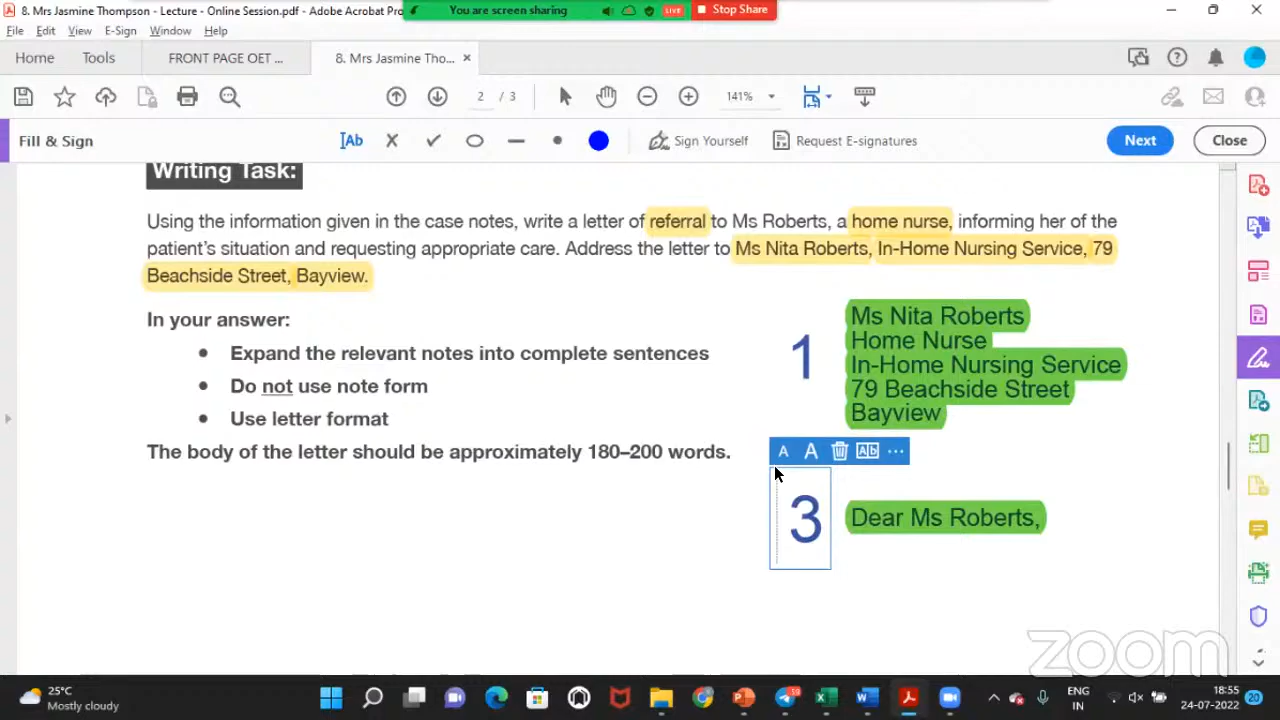 8. Mrs Jasmine Thompson - Lecture - Online Session.pdf - Adobe Acrobat Pro
You are screen sharing
LIVE
Stop Share
File Edit View E-Sign Window Help
Home Tools FRONT PAGE OET ... 8. Mrs Jasmine Tho...
2 / 3 141%
Fill & Sign Ab Sign Yourself Request E-signatures Next Close
Writing Task:
Using the information given in the case notes, write a letter of referral to Ms Roberts, a home nurse, informing her of the
patient's situation and requesting appropriate care. Address the letter to Ms Nita Roberts, In-Home Nursing Service, 79
Beachside Street, Bayview.
In your answer:
• Expand the relevant notes into complete sentences
• Do not use note form
• Use letter format
The body of the letter should be approximately 180–200 words.
1
Ms Nita Roberts
Home Nurse
In-Home Nursing Service
79 Beachside Street
Bayview
A A Ab ...
3
Dear Ms Roberts,
zoom
25°C
Mostly cloudy
ENG
IN
18:55
24-07-2022
20